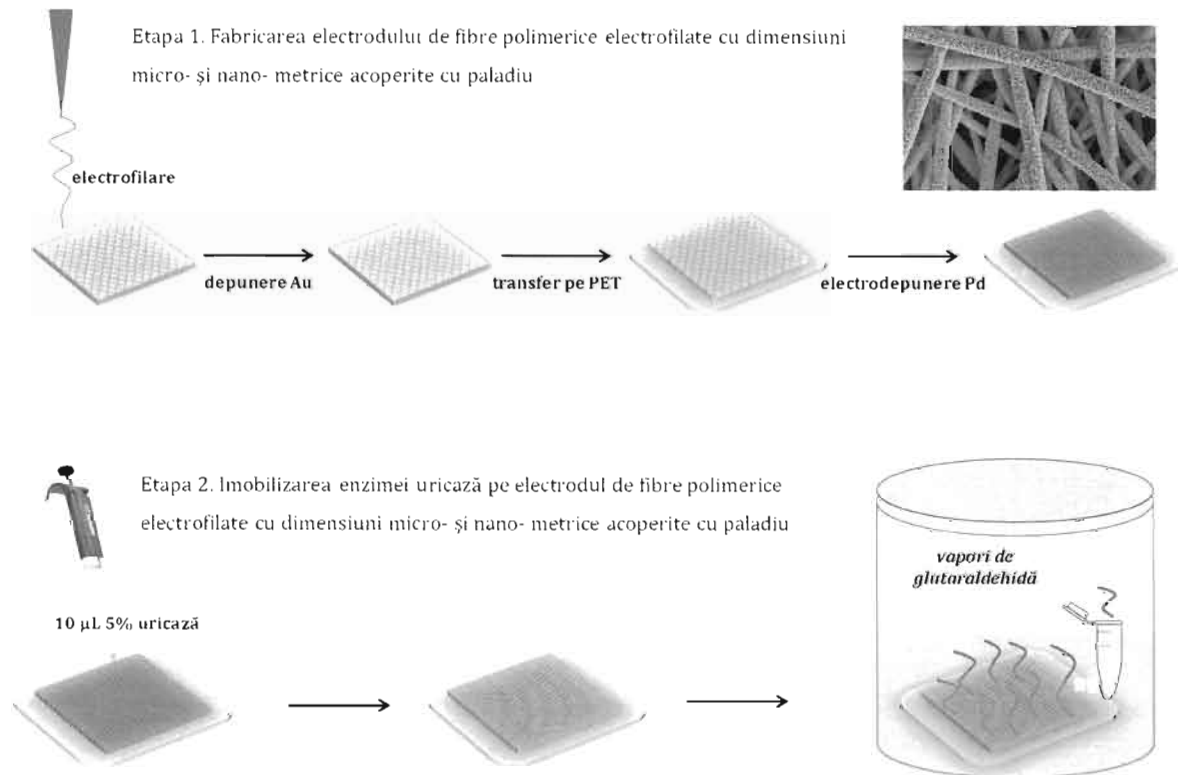 Etapa 1. Fabricarea electrodului de fibre polimerice electrofilate cu dimensiuni
micro- și nano- metrice acoperite cu paladiu
electrofilare
depunere Au
transfer pe PET
electrodepunere Pd
Etapa 2. Imobilizarea enzimei uricază pe electrodul de fibre polimerice
electrofilate cu dimensiuni micro- și nano- metrice acoperite cu paladiu
vapori de
glutaraldehidă
10 µL 5% uricază